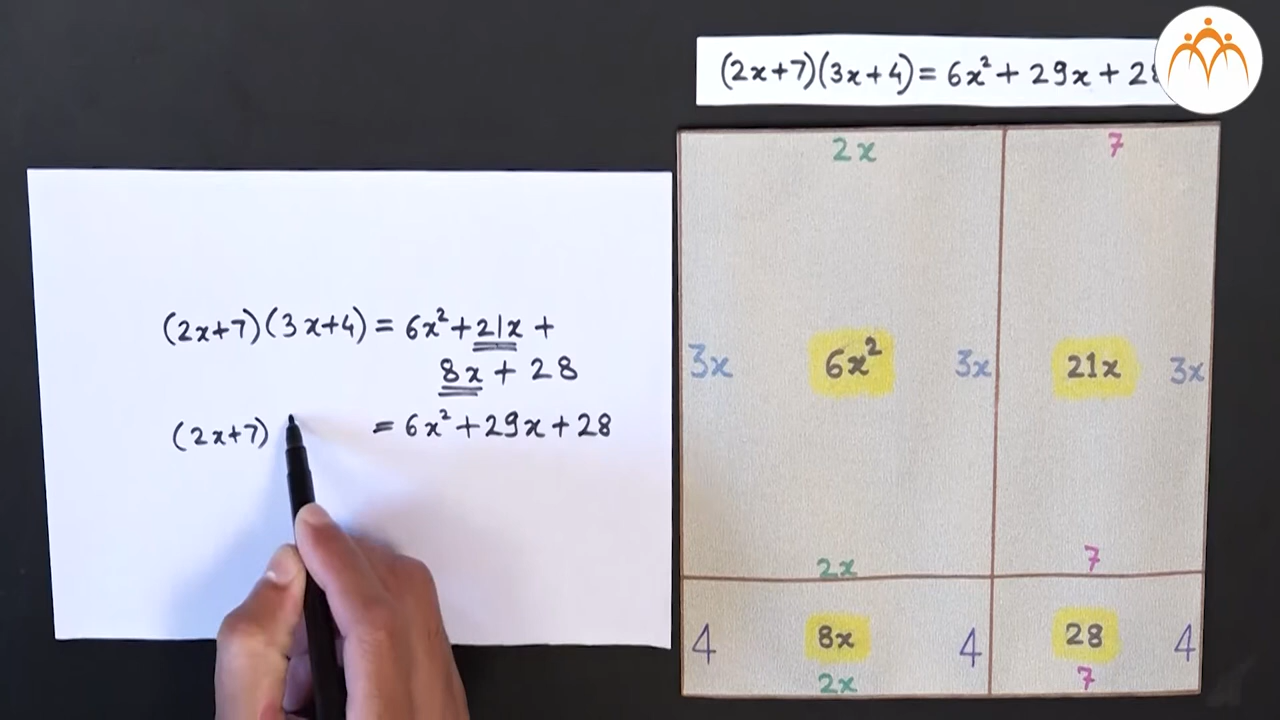 (2x+7)(3x+4) = 6x² + 29x + 28
(2x+7)(3x+4) = 6x² + 21x +
8x + 28
(2x+7) = 6x² + 29x + 28
2x 7
3x 6x² 3x 21x 3x
2x 7
4 8x 4 28 4
2x 7